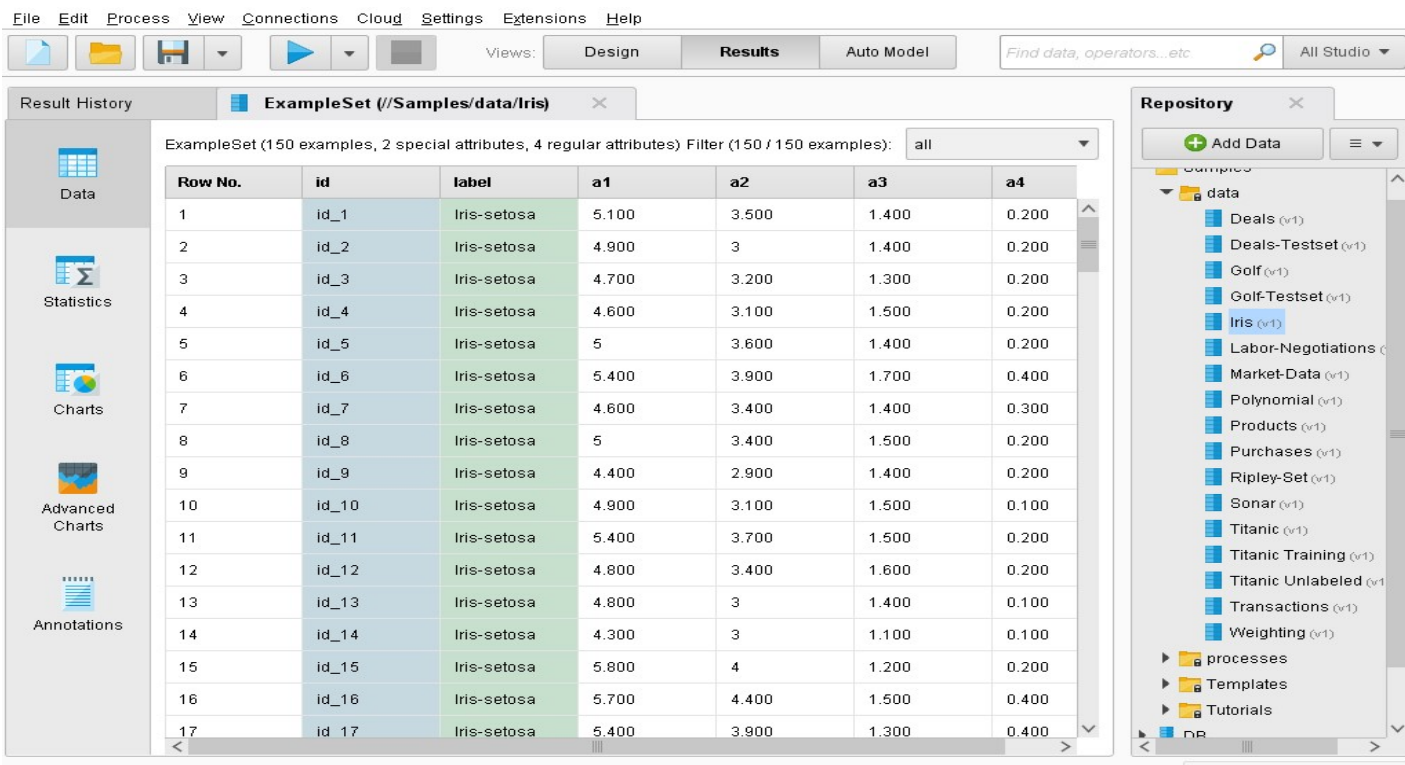 File Edit Process View Connections Cloud Settings Extensions Help
Views: Design Results Auto Model Find data, operators...etc All Studio
Result History ExampleSet (//Samples/data/Iris) Repository
ExampleSet (150 examples, 2 special attributes, 4 regular attributes) Filter (150 / 150 examples): all
Data
Statistics
Charts
Advanced
Charts
Annotations
Row No. id label a1 a2 a3 a4
1 id_1 Iris-setosa 5.100 3.500 1.400 0.200
2 id_2 Iris-setosa 4.900 3 1.400 0.200
3 id_3 Iris-setosa 4.700 3.200 1.300 0.200
4 id_4 Iris-setosa 4.600 3.100 1.500 0.200
5 id_5 Iris-setosa 5 3.600 1.400 0.200
6 id_6 Iris-setosa 5.400 3.900 1.700 0.400
7 id_7 Iris-setosa 4.600 3.400 1.400 0.300
8 id_8 Iris-setosa 5 3.400 1.500 0.200
9 id_9 Iris-setosa 4.400 2.900 1.400 0.200
10 id_10 Iris-setosa 4.900 3.100 1.500 0.100
11 id_11 Iris-setosa 5.400 3.700 1.500 0.200
12 id_12 Iris-setosa 4.800 3.400 1.600 0.200
13 id_13 Iris-setosa 4.800 3 1.400 0.100
14 id_14 Iris-setosa 4.300 3 1.100 0.100
15 id_15 Iris-setosa 5.800 4 1.200 0.200
16 id_16 Iris-setosa 5.700 4.400 1.500 0.400
17 id_17 Iris-setosa 5.400 3.900 1.300 0.400
Add Data
Samples
data
Deals (v1)
Deals-Testset (v1)
Golf (v1)
Golf-Testset (v1)
Iris (v1)
Labor-Negotiations (
Market-Data (v1)
Polynomial (v1)
Products (v1)
Purchases (v1)
Ripley-Set (v1)
Sonar (v1)
Titanic (v1)
Titanic Training (v1)
Titanic Unlabeled (v1
Transactions (v1)
Weighting (v1)
processes
Templates
Tutorials
DB